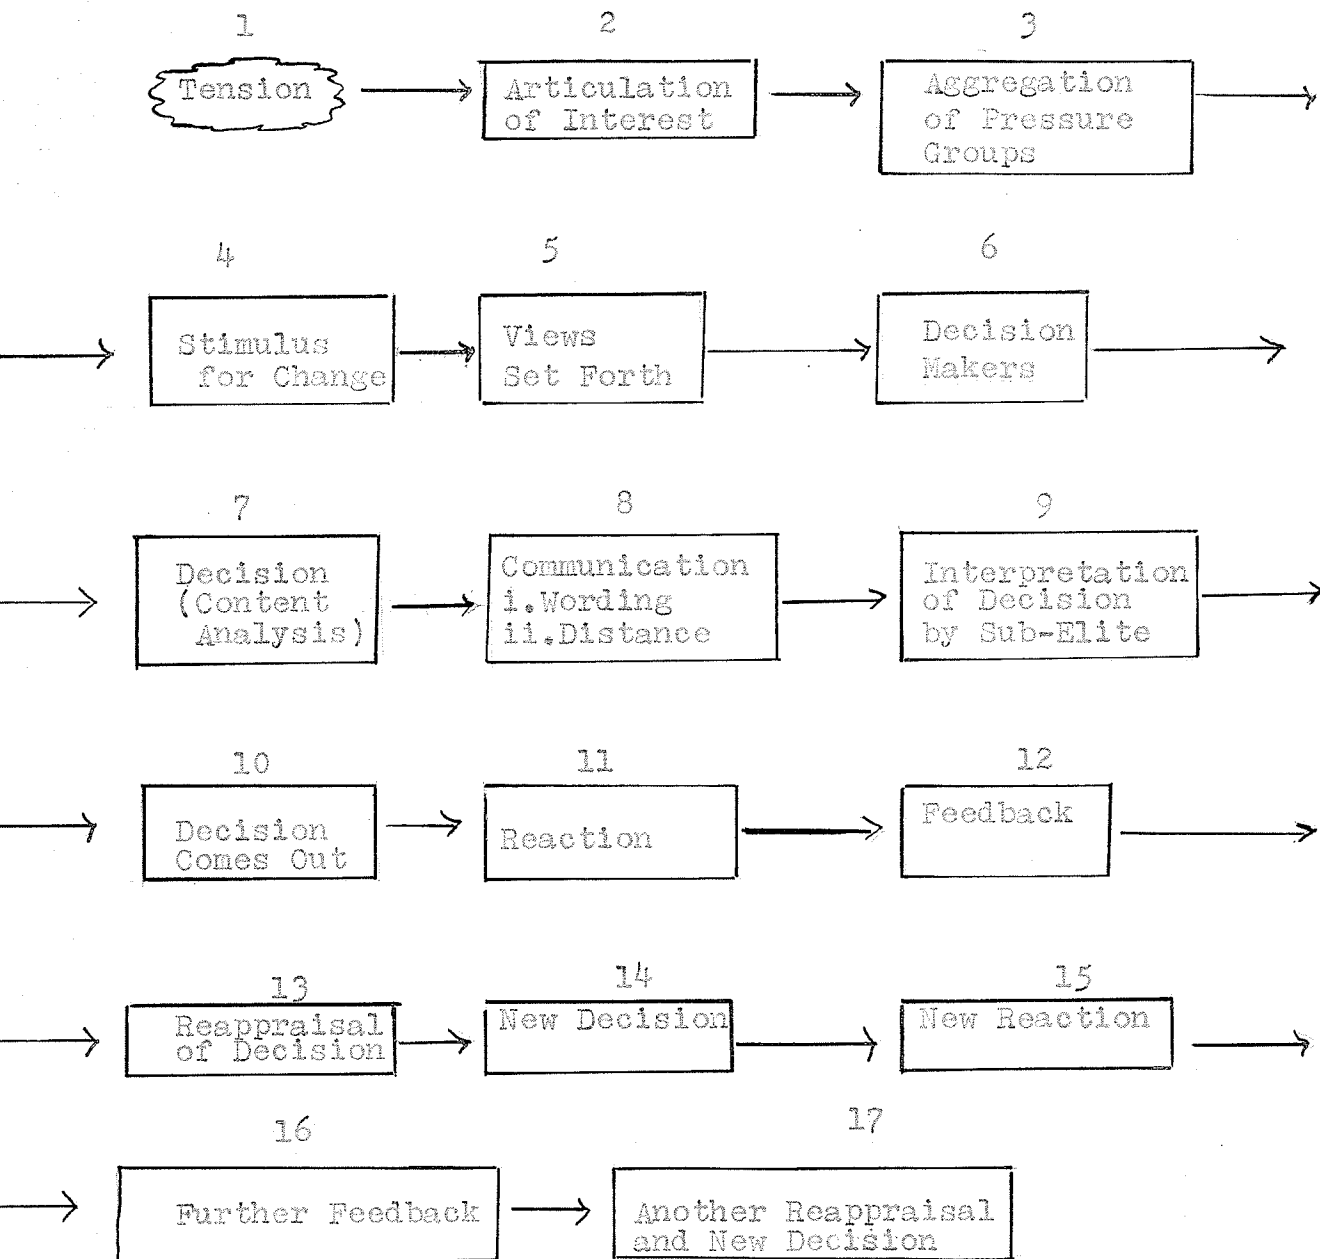 1
2
3
Tension
Articulation
of Interest
Aggregation
of Pressure
Groups
4
5
6
Stimulus
for Change
Views
Set Forth
Decision
Makers
7
8
9
Decision
(Content
Analysis)
Communication
i.Wording
ii.Distance
Interpretation
of Decision
by Sub-Elite
10
11
12
Decision
Comes Out
Reaction
Feedback
13
14
15
Reappraisal
of Decision
New Decision
New Reaction
16
17
Further Feedback
Another Reappraisal
and New Decision